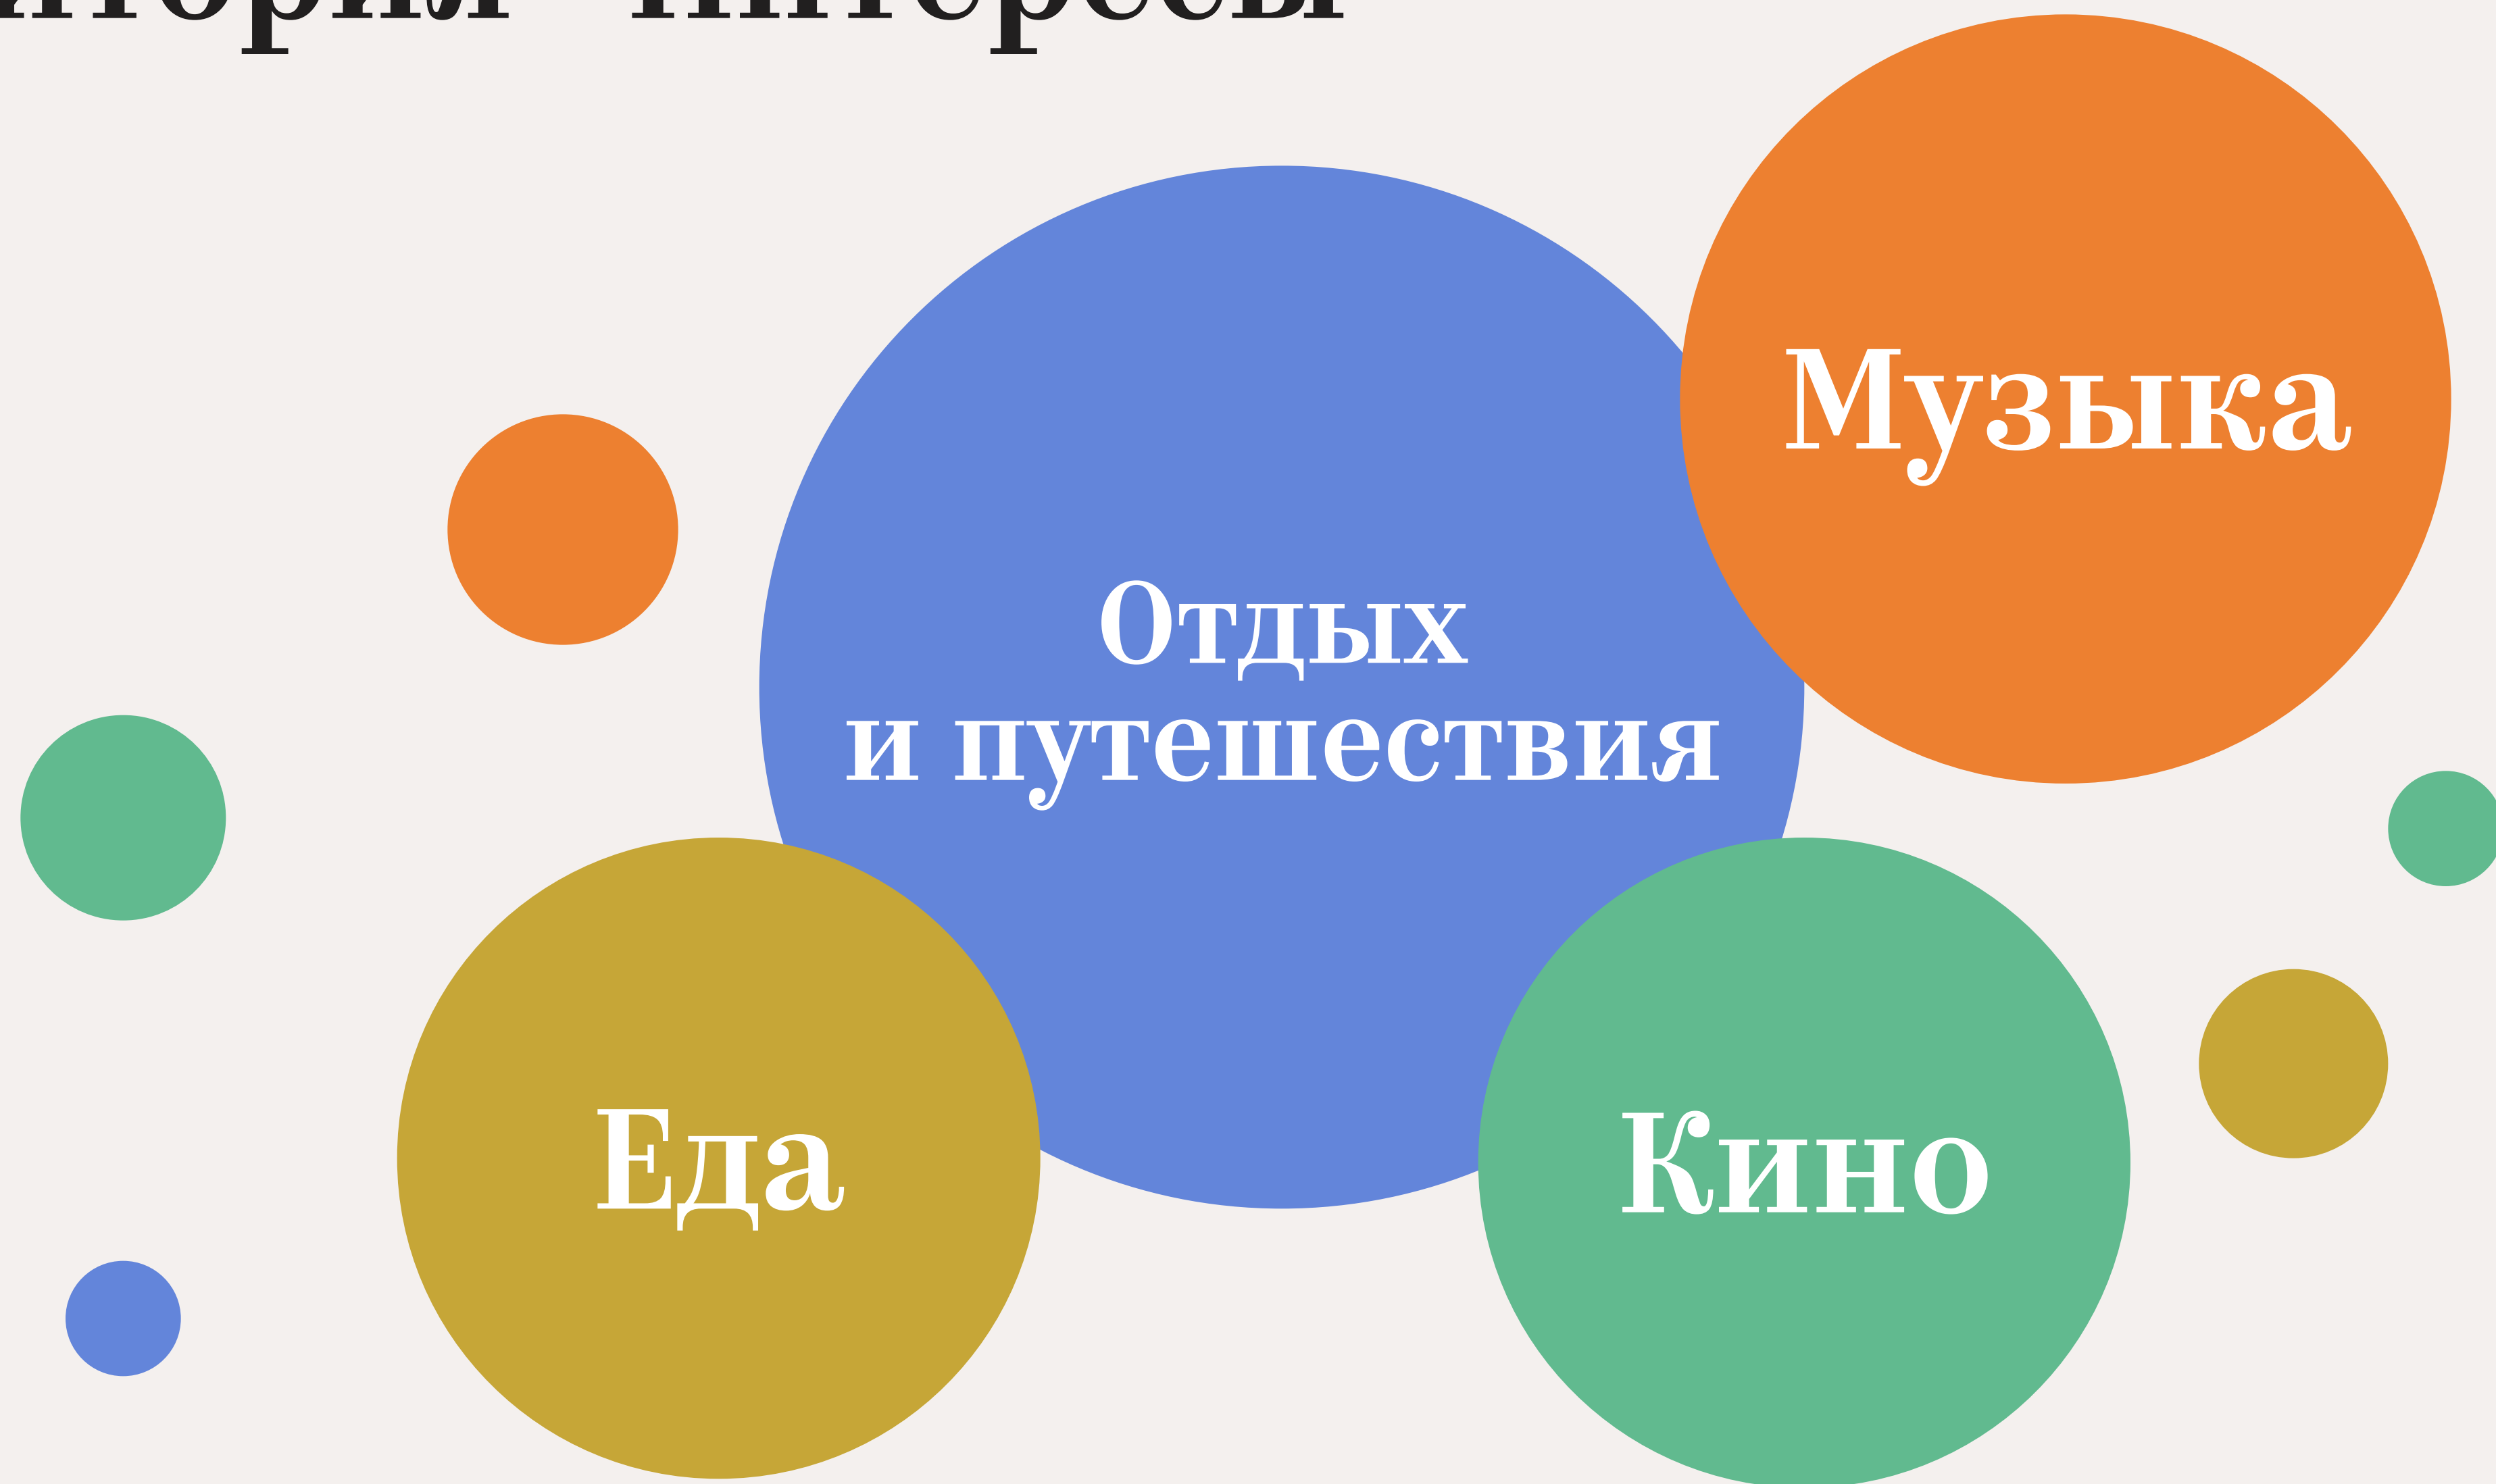 Музыка
Отдых
и путешествия
Еда
Кино